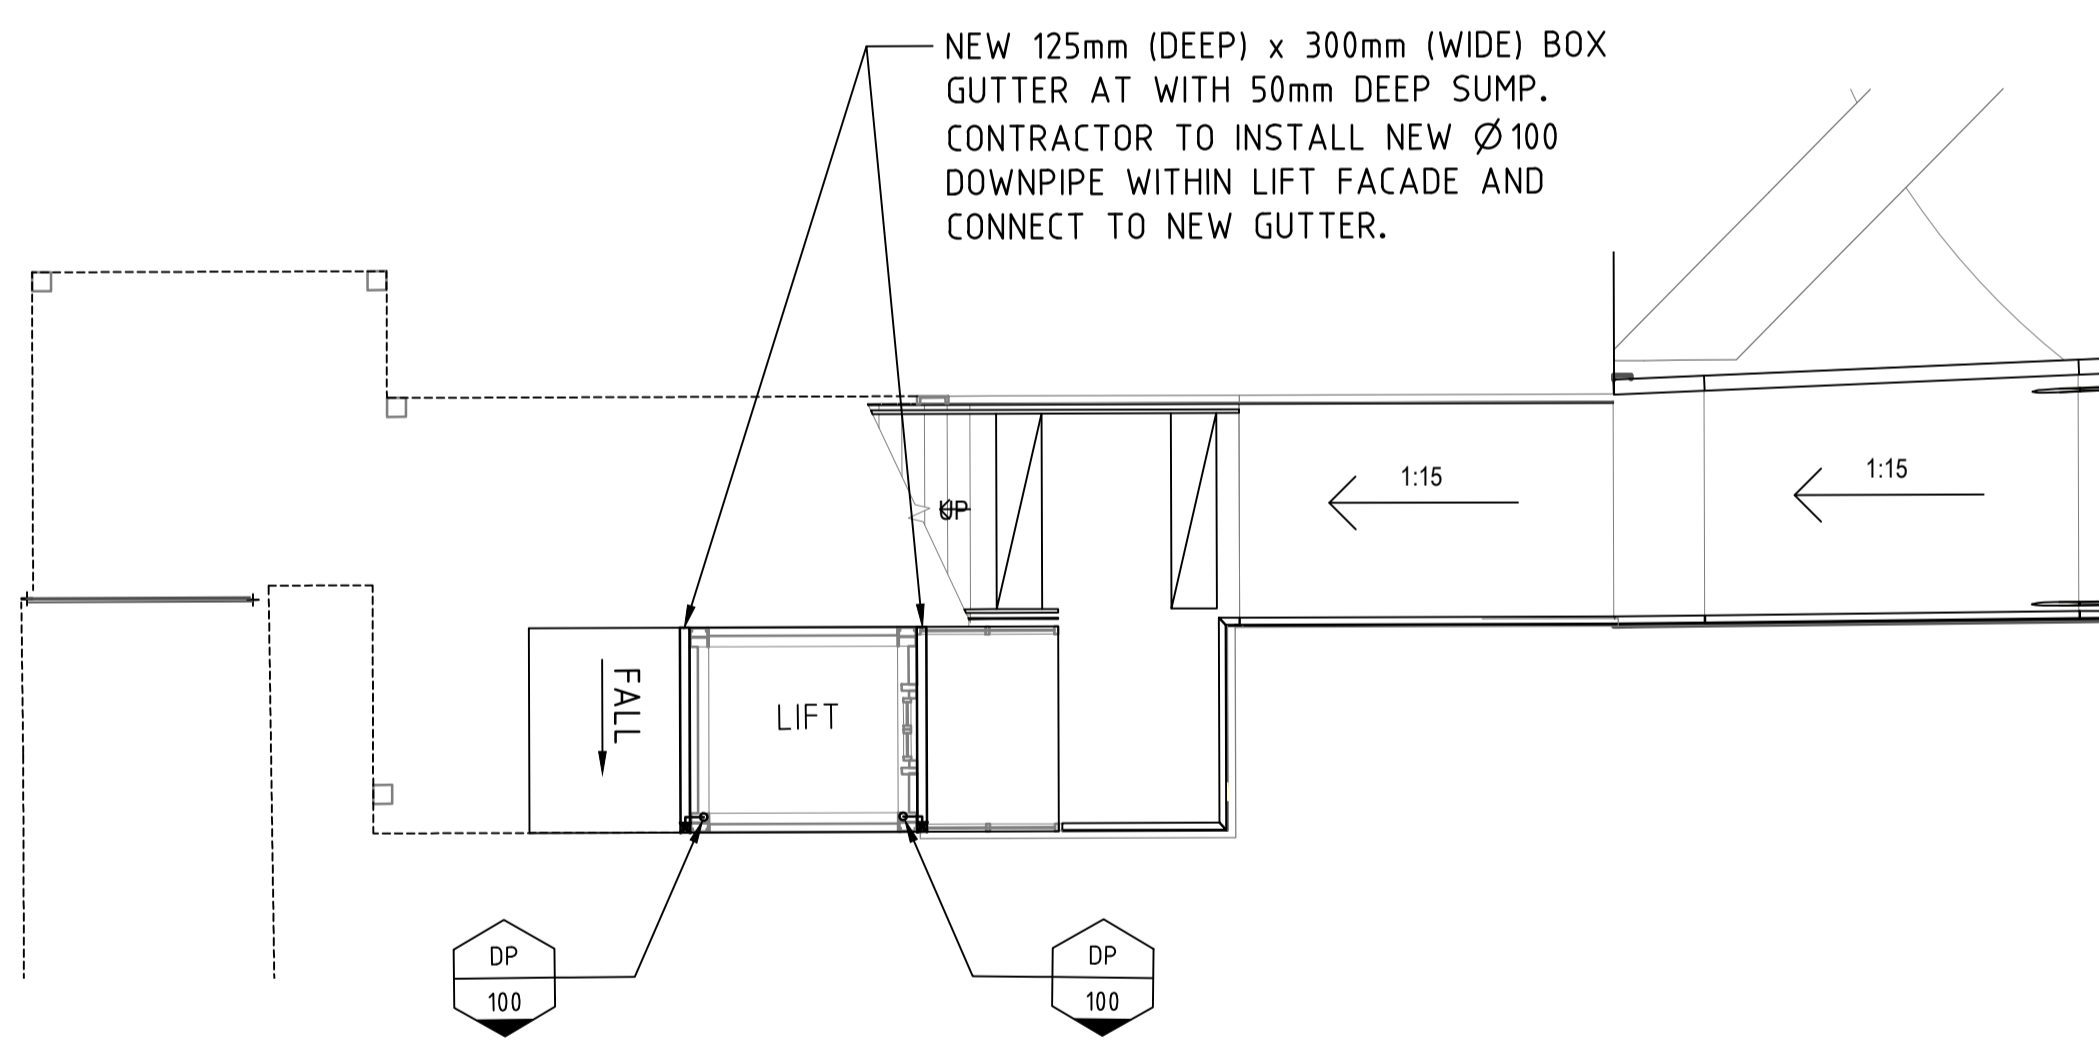 NEW 125mm (DEEP) x 300mm (WIDE) BOX
GUTTER AT WITH 50mm DEEP SUMP.
CONTRACTOR TO INSTALL NEW Ø100
DOWNPIPE WITHIN LIFT FACADE AND
CONNECT TO NEW GUTTER.
1:15
1:15
UP
FALL
LIFT
DP
100
DP
100